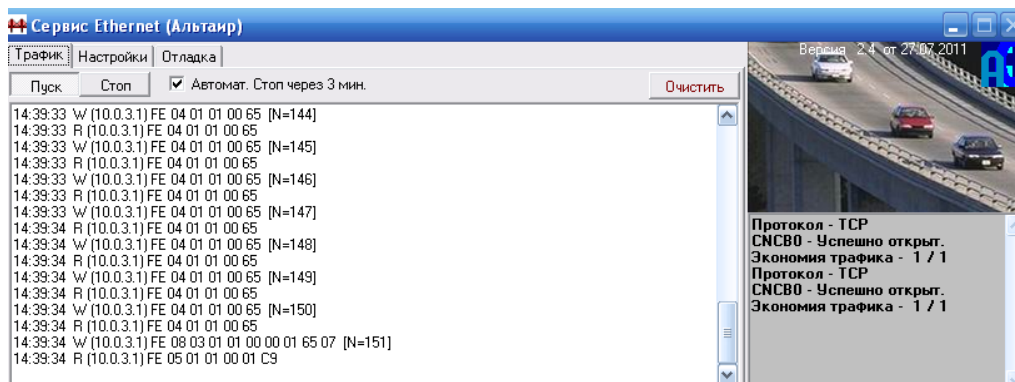 Сервис Ethernet (Альтаир)
Трафик Настройки Отладка
Пуск Стоп Автомат. Стоп через 3 мин. Очистить
14:39:33 W (10.0.3.1) FE 04 01 01 00 65 [N=144]
14:39:33 R (10.0.3.1) FE 04 01 01 00 65
14:39:33 W (10.0.3.1) FE 04 01 01 00 65 [N=145]
14:39:33 R (10.0.3.1) FE 04 01 01 00 65
14:39:33 W (10.0.3.1) FE 04 01 01 00 65 [N=146]
14:39:33 R (10.0.3.1) FE 04 01 01 00 65
14:39:33 W (10.0.3.1) FE 04 01 01 00 65 [N=147]
14:39:34 R (10.0.3.1) FE 04 01 01 00 65
14:39:34 W (10.0.3.1) FE 04 01 01 00 65 [N=148]
14:39:34 R (10.0.3.1) FE 04 01 01 00 65
14:39:34 W (10.0.3.1) FE 04 01 01 00 65 [N=149]
14:39:34 R (10.0.3.1) FE 04 01 01 00 65
14:39:34 W (10.0.3.1) FE 04 01 01 00 65 [N=150]
14:39:34 R (10.0.3.1) FE 04 01 01 00 65
14:39:34 W (10.0.3.1) FE 08 03 01 01 00 00 01 65 07 [N=151]
14:39:34 R (10.0.3.1) FE 05 01 01 00 01 C9
Версия 2.4 от 27.07.2011
Протокол - TCP
CNCB0 - Успешно открыт.
Экономия трафика - 1 / 1
Протокол - TCP
CNCB0 - Успешно открыт.
Экономия трафика - 1 / 1